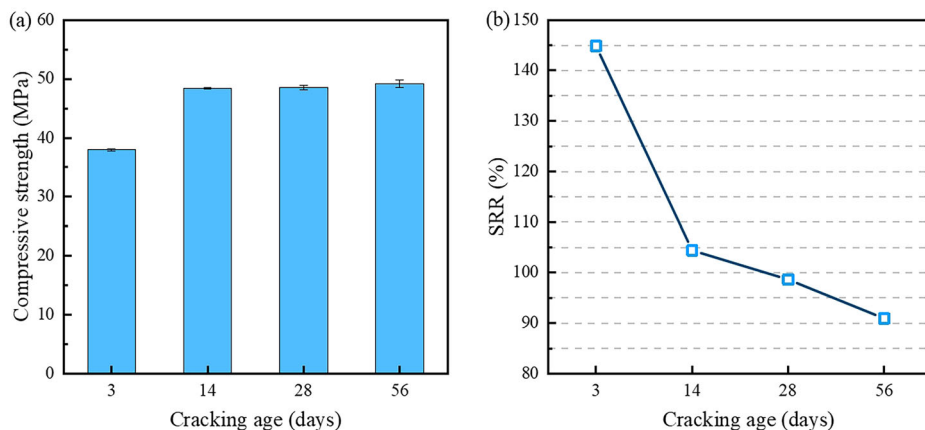 (a)
Compressive strength (MPa)
60
50
40
30
20
10
0
3 14 28 56
Cracking age (days)
(b)
SRR (%)
150
140
130
120
110
100
90
80
3 14 28 56
Cracking age (days)